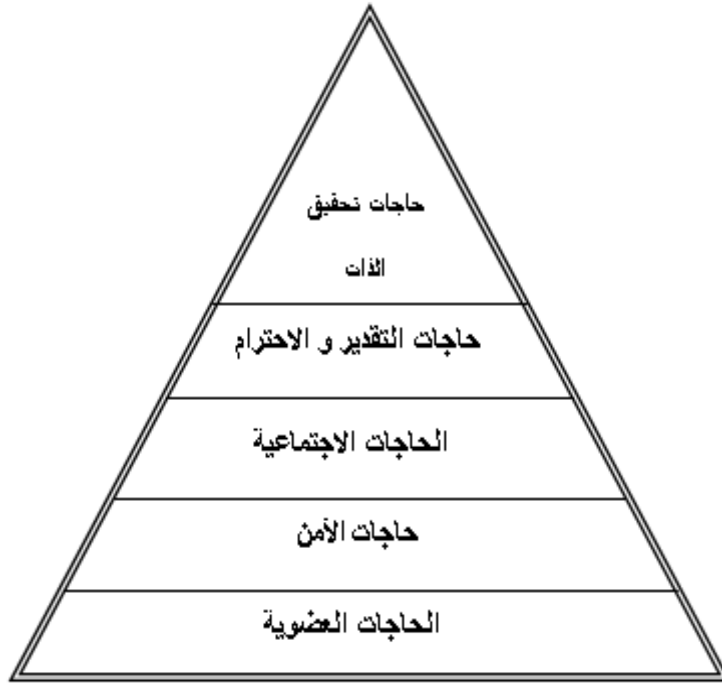 حاجات تحقيق
الذات
حاجات التقدير و الاحترام
الحاجات الاجتماعية
حاجات الأمن
الحاجات العضوية